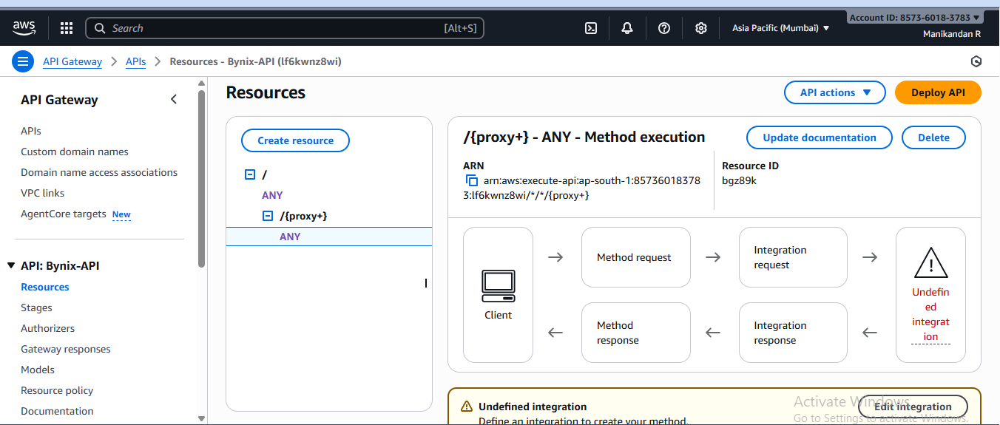 aws
Search [Alt+S]
Asia Pacific (Mumbai)
Account ID: 8573-6018-3783
Manikandan R
API Gateway > APIs > Resources - Bynix-API (lf6kwnz8wi)
API Gateway
APIs
Custom domain names
Domain name access associations
VPC links
AgentCore targets New
API: Bynix-API
Resources
Stages
Authorizers
Gateway responses
Models
Resource policy
Documentation
Resources
API actions
Deploy API
Create resource
/
ANY
/{proxy+}
ANY
/{proxy+} - ANY - Method execution
Update documentation
Delete
ARN
arn:aws:execute-api:ap-south-1:85736018378
3:lf6kwnz8wi/*/*/{proxy+}
Resource ID
bgz89k
Client
Method request
Integration
request
Method
response
Integration
response
Undefin
ed
integrat
ion
Undefined integration
Define an integration to create your method.
Edit integration
Activate Windows
Go to Settings to activate Windows.